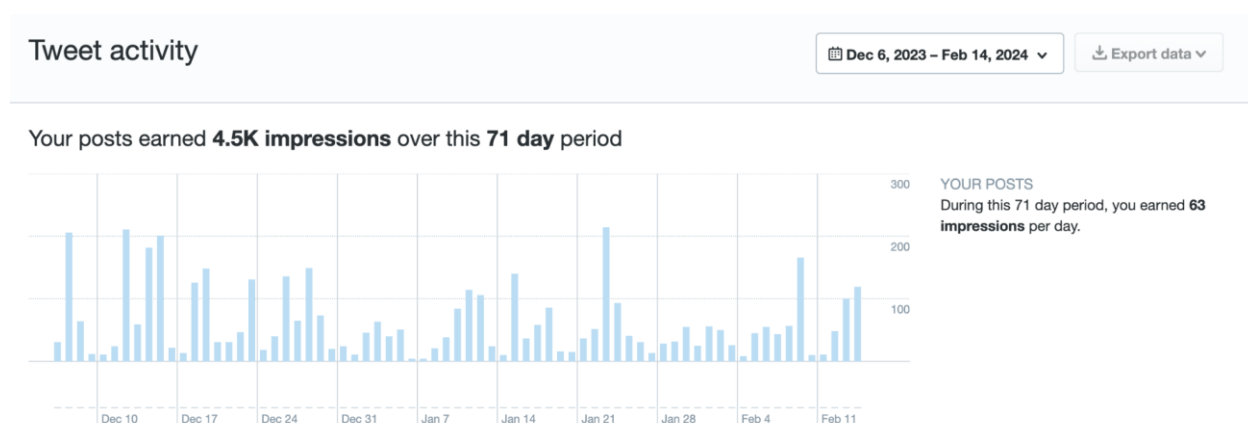 Tweet activity
Dec 6, 2023 – Feb 14, 2024
Export data
Your posts earned 4.5K impressions over this 71 day period
300
200
100
YOUR POSTS
During this 71 day period, you earned 63
impressions per day.
Dec 10 Dec 17 Dec 24 Dec 31 Jan 7 Jan 14 Jan 21 Jan 28 Feb 4 Feb 11